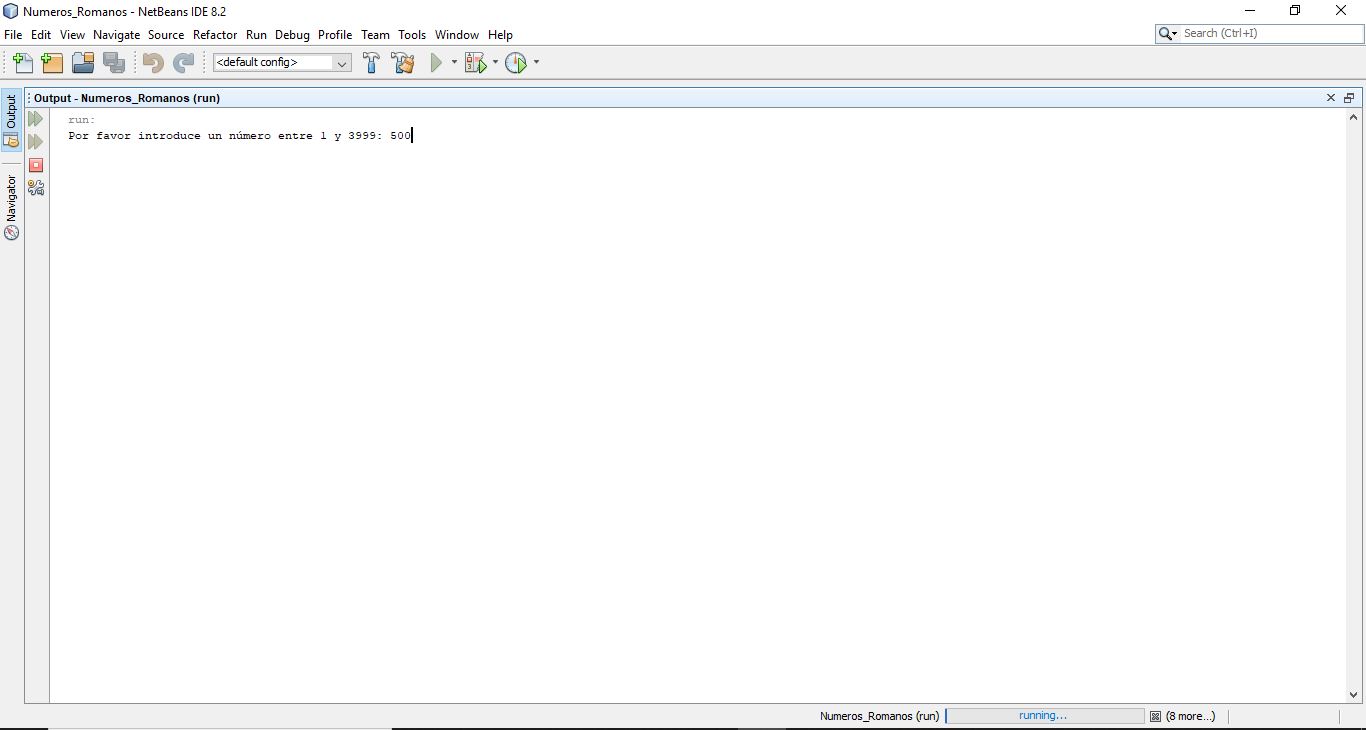 Numeros_Romanos - NetBeans IDE 8.2
File Edit View Navigate Source Refactor Run Debug Profile Team Tools Window Help
Search (Ctrl+I)
<default config>
Output - Numeros_Romanos (run)
Output
Navigator
run:
Por favor introduce un número entre 1 y 3999: 500
Numeros_Romanos (run) running... (8 more...)